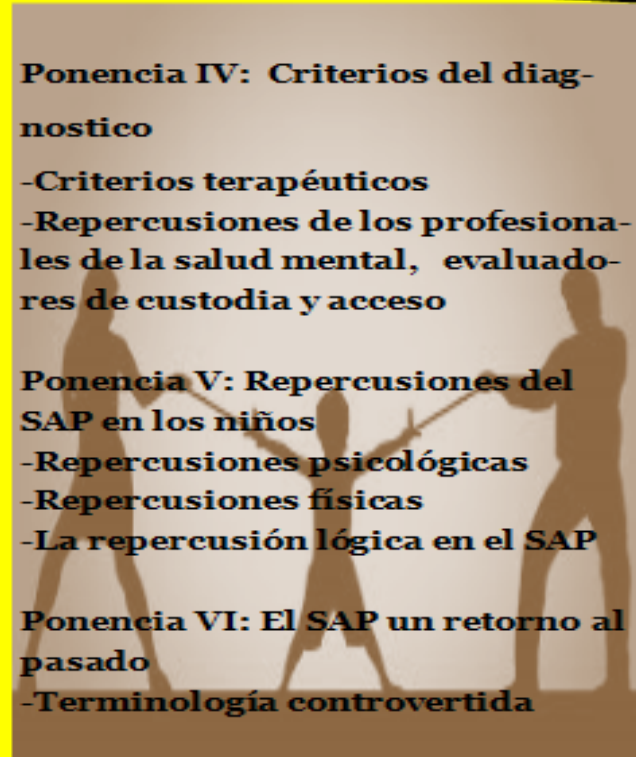 Ponencia IV:  Criterios del diag-
nostico
-Criterios terapéuticos
-Repercusiones de los profesiona-
les de la salud mental,  evaluado-
res de custodia y acceso
Ponencia V: Repercusiones del
SAP en los niños
-Repercusiones psicológicas
-Repercusiones físicas
-La repercusión lógica en el SAP
Ponencia VI: El SAP un retorno al
pasado
-Terminología controvertida